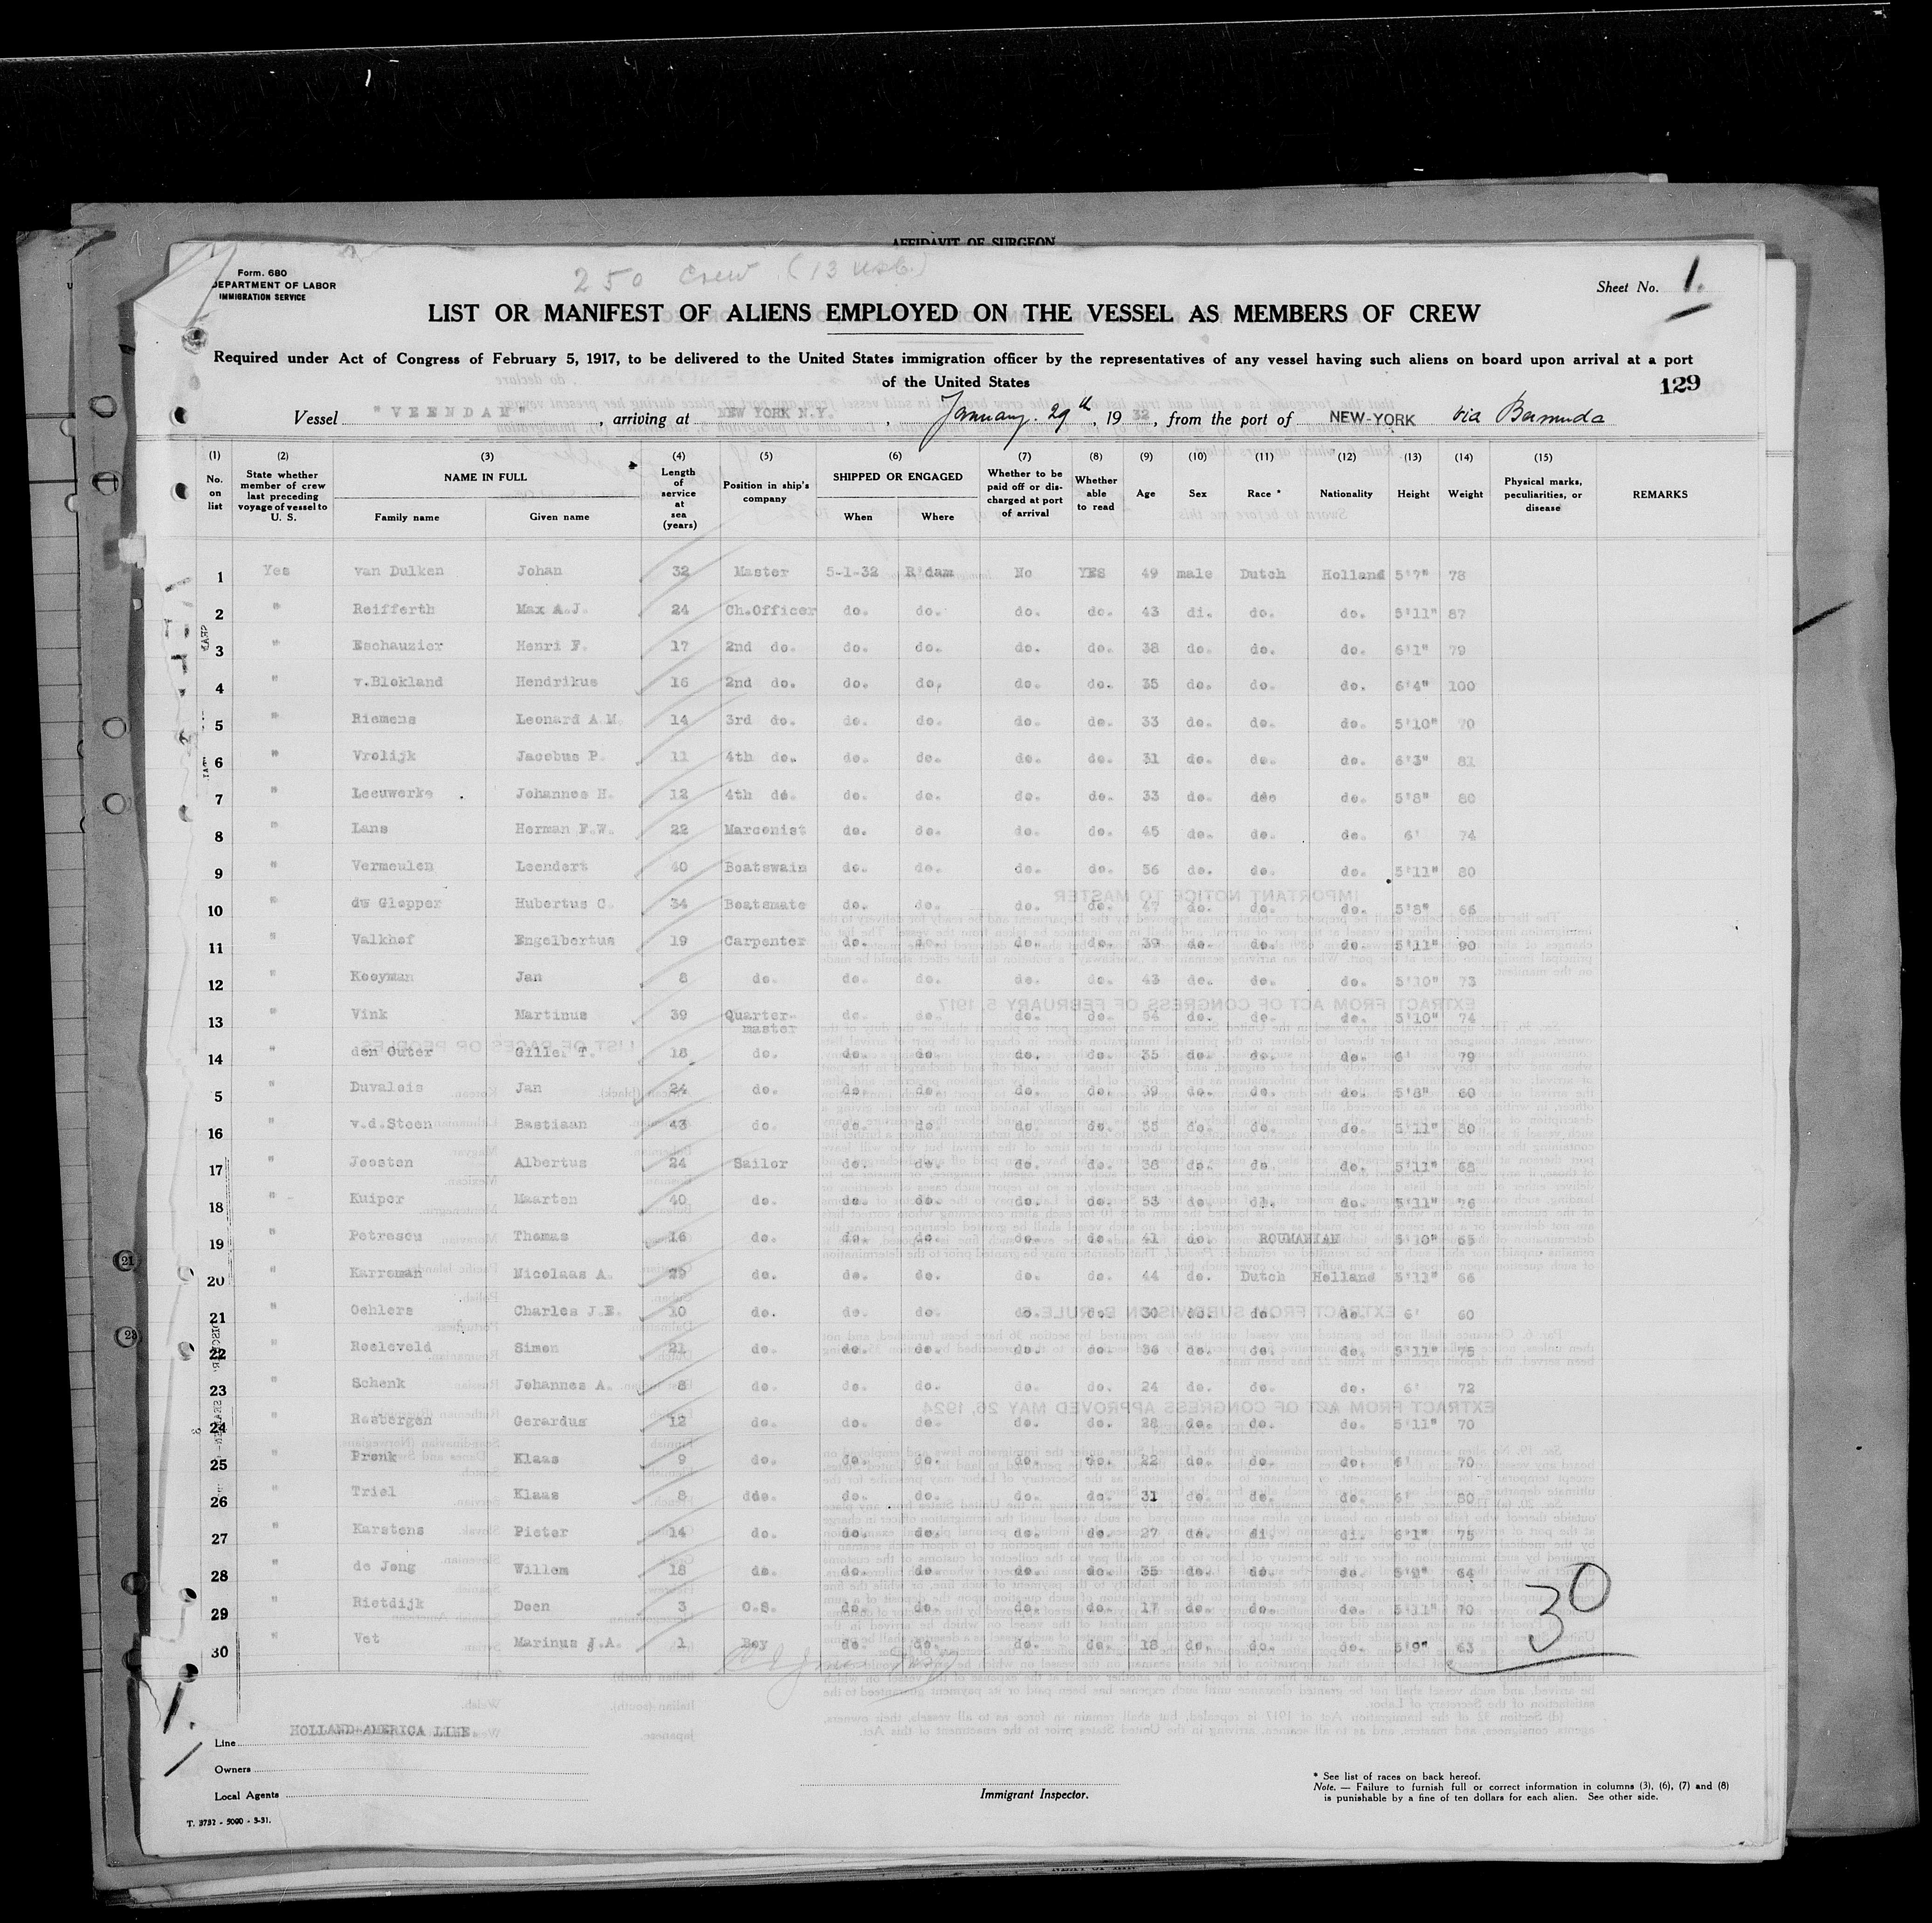 AFFIDAVIT OF SURGEON
250 Crew (13 usb.)
Form. 680
DEPARTMENT OF LABOR
IMMIGRATION SERVICE
Sheet No. 1.
LIST OR MANIFEST OF ALIENS EMPLOYED ON THE VESSEL AS MEMBERS OF CREW
Required under Act of Congress of February 5, 1917, to be delivered to the United States immigration officer by the representatives of any vessel having such aliens on board upon arrival at a port
of the United States
129
Vessel "VEENDAM", arriving at NEW YORK N.Y., January. 29th, 1932, from the port of NEW-YORK via Bermuda
(1) No. on list (2) State whether member of crew last preceding voyage of vessel to U. S. (3) NAME IN FULL Family name Given name (4) Length of service at sea (years) (5) Position in ship's company (6) SHIPPED OR ENGAGED When Where (7) Whether to be paid off or discharged at port of arrival (8) Whether able to read (9) Age (10) Sex (11) Race * (12) Nationality (13) Height (14) Weight (15) Physical marks, peculiarities, or disease REMARKS
1 Yes van Dulken Johan 32 Master 5-1-32 R'dam No YES 49 male Dutch Holland 5'7" 78
2 " Reifferth Max A.J. 24 Ch.Officer do. do. do. do. 43 di. do. do. 5'11" 87
3 " Eschauzier Henri F. 17 2nd do. do. do. do. do. 38 do. do. do. 6'1" 79
4 " v.Blokland Hendrikus 16 2nd do. do. do, do. do. 35 do. do. do. 6'4" 100
5 " Riemens Leonard A.M. 14 3rd do. do. do. do. do. 33 do. do. do. 5'10" 70
6 " Vrolijk Jacobus P. 11 4th do. do. do. do. do. 31 do. do. do. 6'3" 81
7 " Leeuwerke Johannes H. 12 4th do. do. do. do. do. 33 do. ddo do. 5'8" 80
8 " Lans Herman F.W. 22 Marconist do. do. do. do. 45 do. do. do. 6' 74
9 " Vermeulen Leendert 40 Boatswain do. do. do. do. 56 do. do. do. 5'11" 80
10 " de Glopper Hubertus C. 34 Boatsmate do. do. do. do. 47 do. do. do. 5'8" 66
11 " Valkhof Engelbertus 19 Carpenter do. do. do. do. 39 do. do. do. 5'11" 90
12 " Kooyman Jan 8 do. do. do. do. do. 43 do. do. do. 5'10" 73
13 " Vink Martinus 39 Quarter-master do. do. do. do. 54 do. do. do. 5'10" 74
14 " den Outer Gilles T. 18 do. do. do. do. do. 35 do. do. do. 6' 79
5 " Duvalois Jan 24 do. do. do. do. do. 39 do. do. do. 5'8" 60
16 " v.d.Steen Bastiaan 43 do. do. do. do. do. 55 do. do. do. 5'11" 80
17 " Joosten Albertus 24 Sailor do. do. do. do. 38 do. do. do. 5'11" 68
18 " Kuiper Maarten 40 do. do. do. do. do. 53 do. do. do. 5'11" 76
19 " Petrescu Thomas 16 do. do. do. do. do. 41 do. ROUMANIAN 5'10" 65
20 " Karreman Nicolaas A. 29 do. do. do. do. do. 44 do. Dutch Holland 5'11" 66
21 " Oehlers Charles J.E. 10 do. do. do. do. do. 30 do. do. do. 6' 60
22 " Roeleveld Simon 21 do. do. do. do. do. 36 do. do. do. 5'11" 75
23 " Schenk Johannes A. 8 do. do. do. do. do. 24 do. do. do. 6' 72
24 " Rosbergen Gerardus 12 do. do. do. do. do. 28 do. do. do. 5'11" 70
25 " Pronk Klaas 9 do. do. do. do. do. 22 do. do. do. 6' 70
26 " Triel Klaas 8 ddo. do. do. do. do. 31 do. do. do. 6' 80
27 " Karstens Pieter 14 do. do. do. do. do. 27 do. di. di. 6'1" 75
28 " de Jong Willem 18 do. do. do. do. do. 35 do. do. do. 5'9" 64
29 " Rietdijk Doen 3 O.S. do. do. do. do. 17 do. do. do. 5'11" 70
30 " Vet Marinus J.A. 1 Boy do. do. do. do. 18 do. do. do. 5'9" 63
30
Line HOLLAND-AMERICA LINE
Owners
Local Agents
Immigrant Inspector.
* See list of races on back hereof.
Note. — Failure to furnish full or correct information in columns (3), (6), (7) and (8)
is punishable by a fine of ten dollars for each alien. See other side.
T. 3732 - 5000 - 3-31.